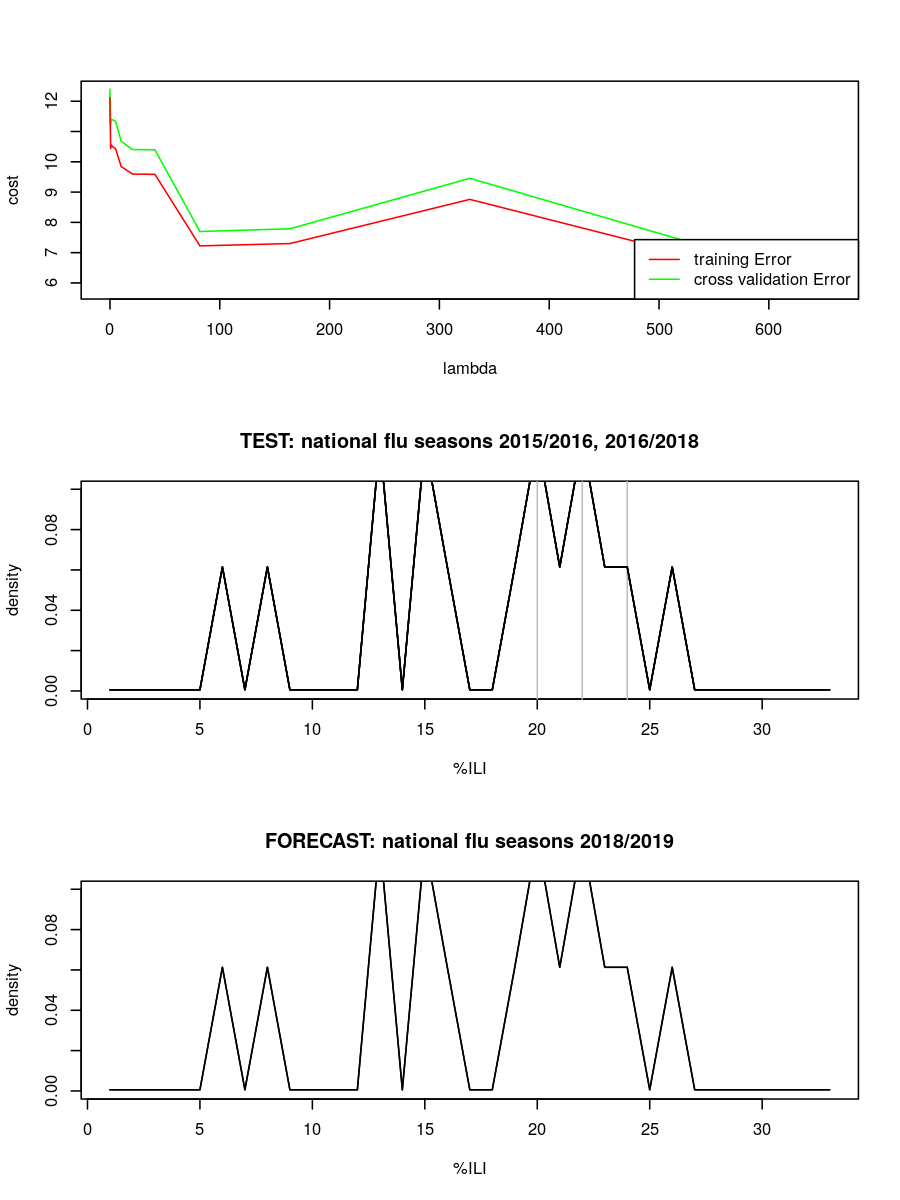 12
10
9
8
7
6
cost
training Error
cross validation Error
0 100 200 300 400 500 600
lambda
TEST: national flu seasons 2015/2016, 2016/2018
0.08
0.04
0.00
density
0 5 10 15 20 25 30
%ILI
FORECAST: national flu seasons 2018/2019
0.08
0.04
0.00
density
0 5 10 15 20 25 30
%ILI